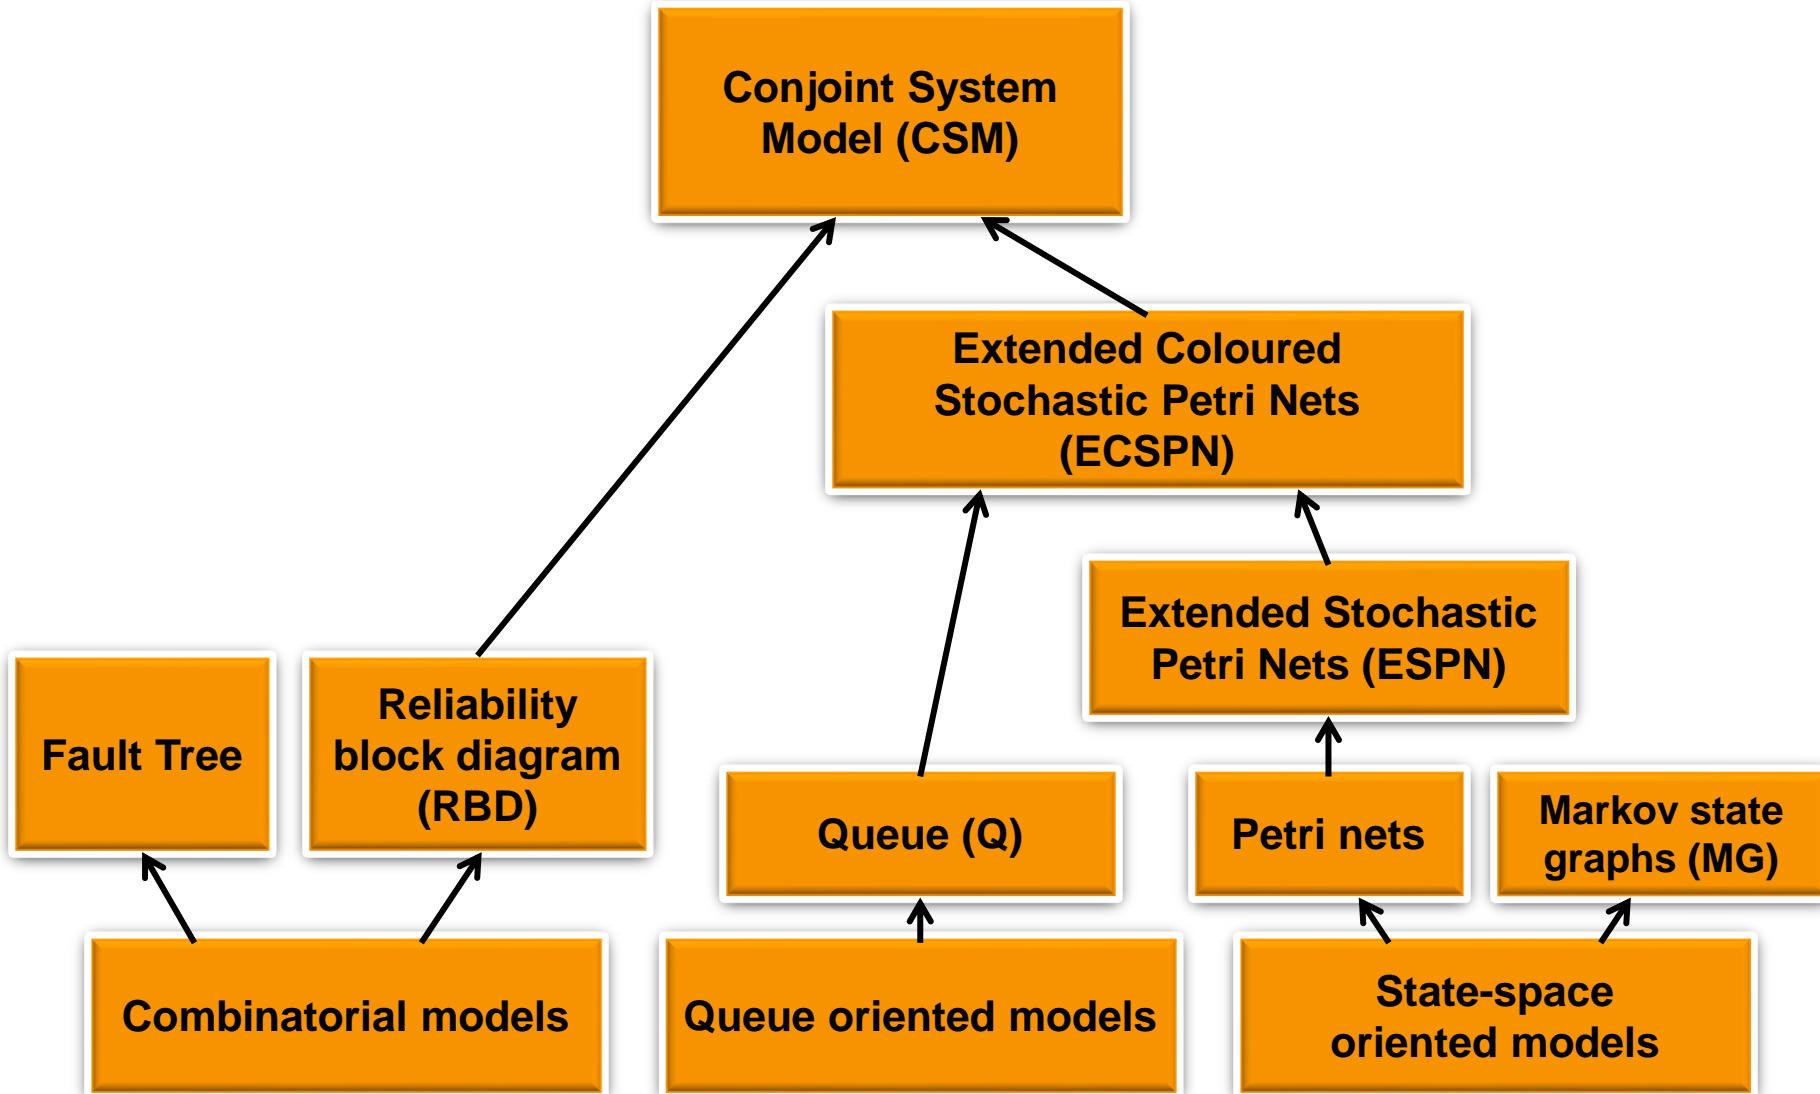 Conjoint System
Model (CSM)
Extended Coloured
Stochastic Petri Nets
(ECSPN)
Extended Stochastic
Petri Nets (ESPN)
Fault Tree
Reliability
block diagram
(RBD)
Queue (Q)
Petri nets
Markov state
graphs (MG)
Combinatorial models
Queue oriented models
State-space
oriented models